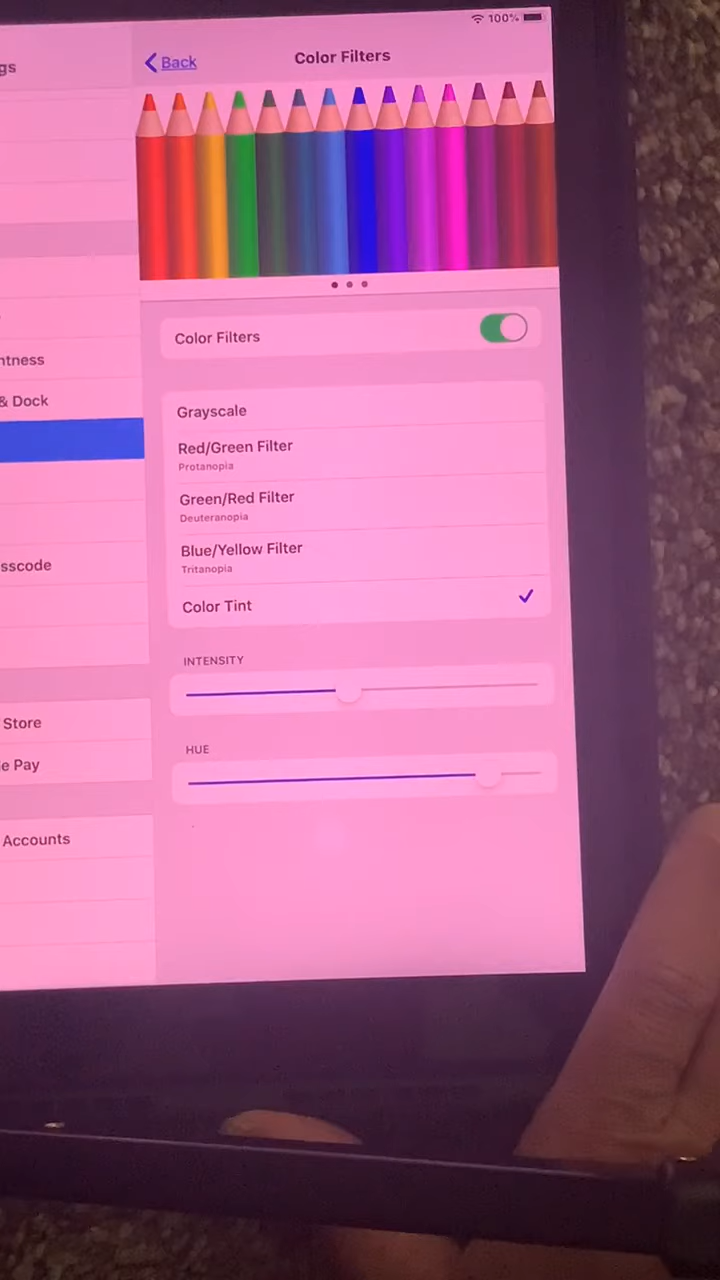 100%
gs
Back
Color Filters
Color Filters
ntness
& Dock
Grayscale
Red/Green Filter
Protanopia
Green/Red Filter
Deuteranopia
Blue/Yellow Filter
Tritanopia
sscode
Color Tint
INTENSITY
Store
HUE
e Pay
Accounts